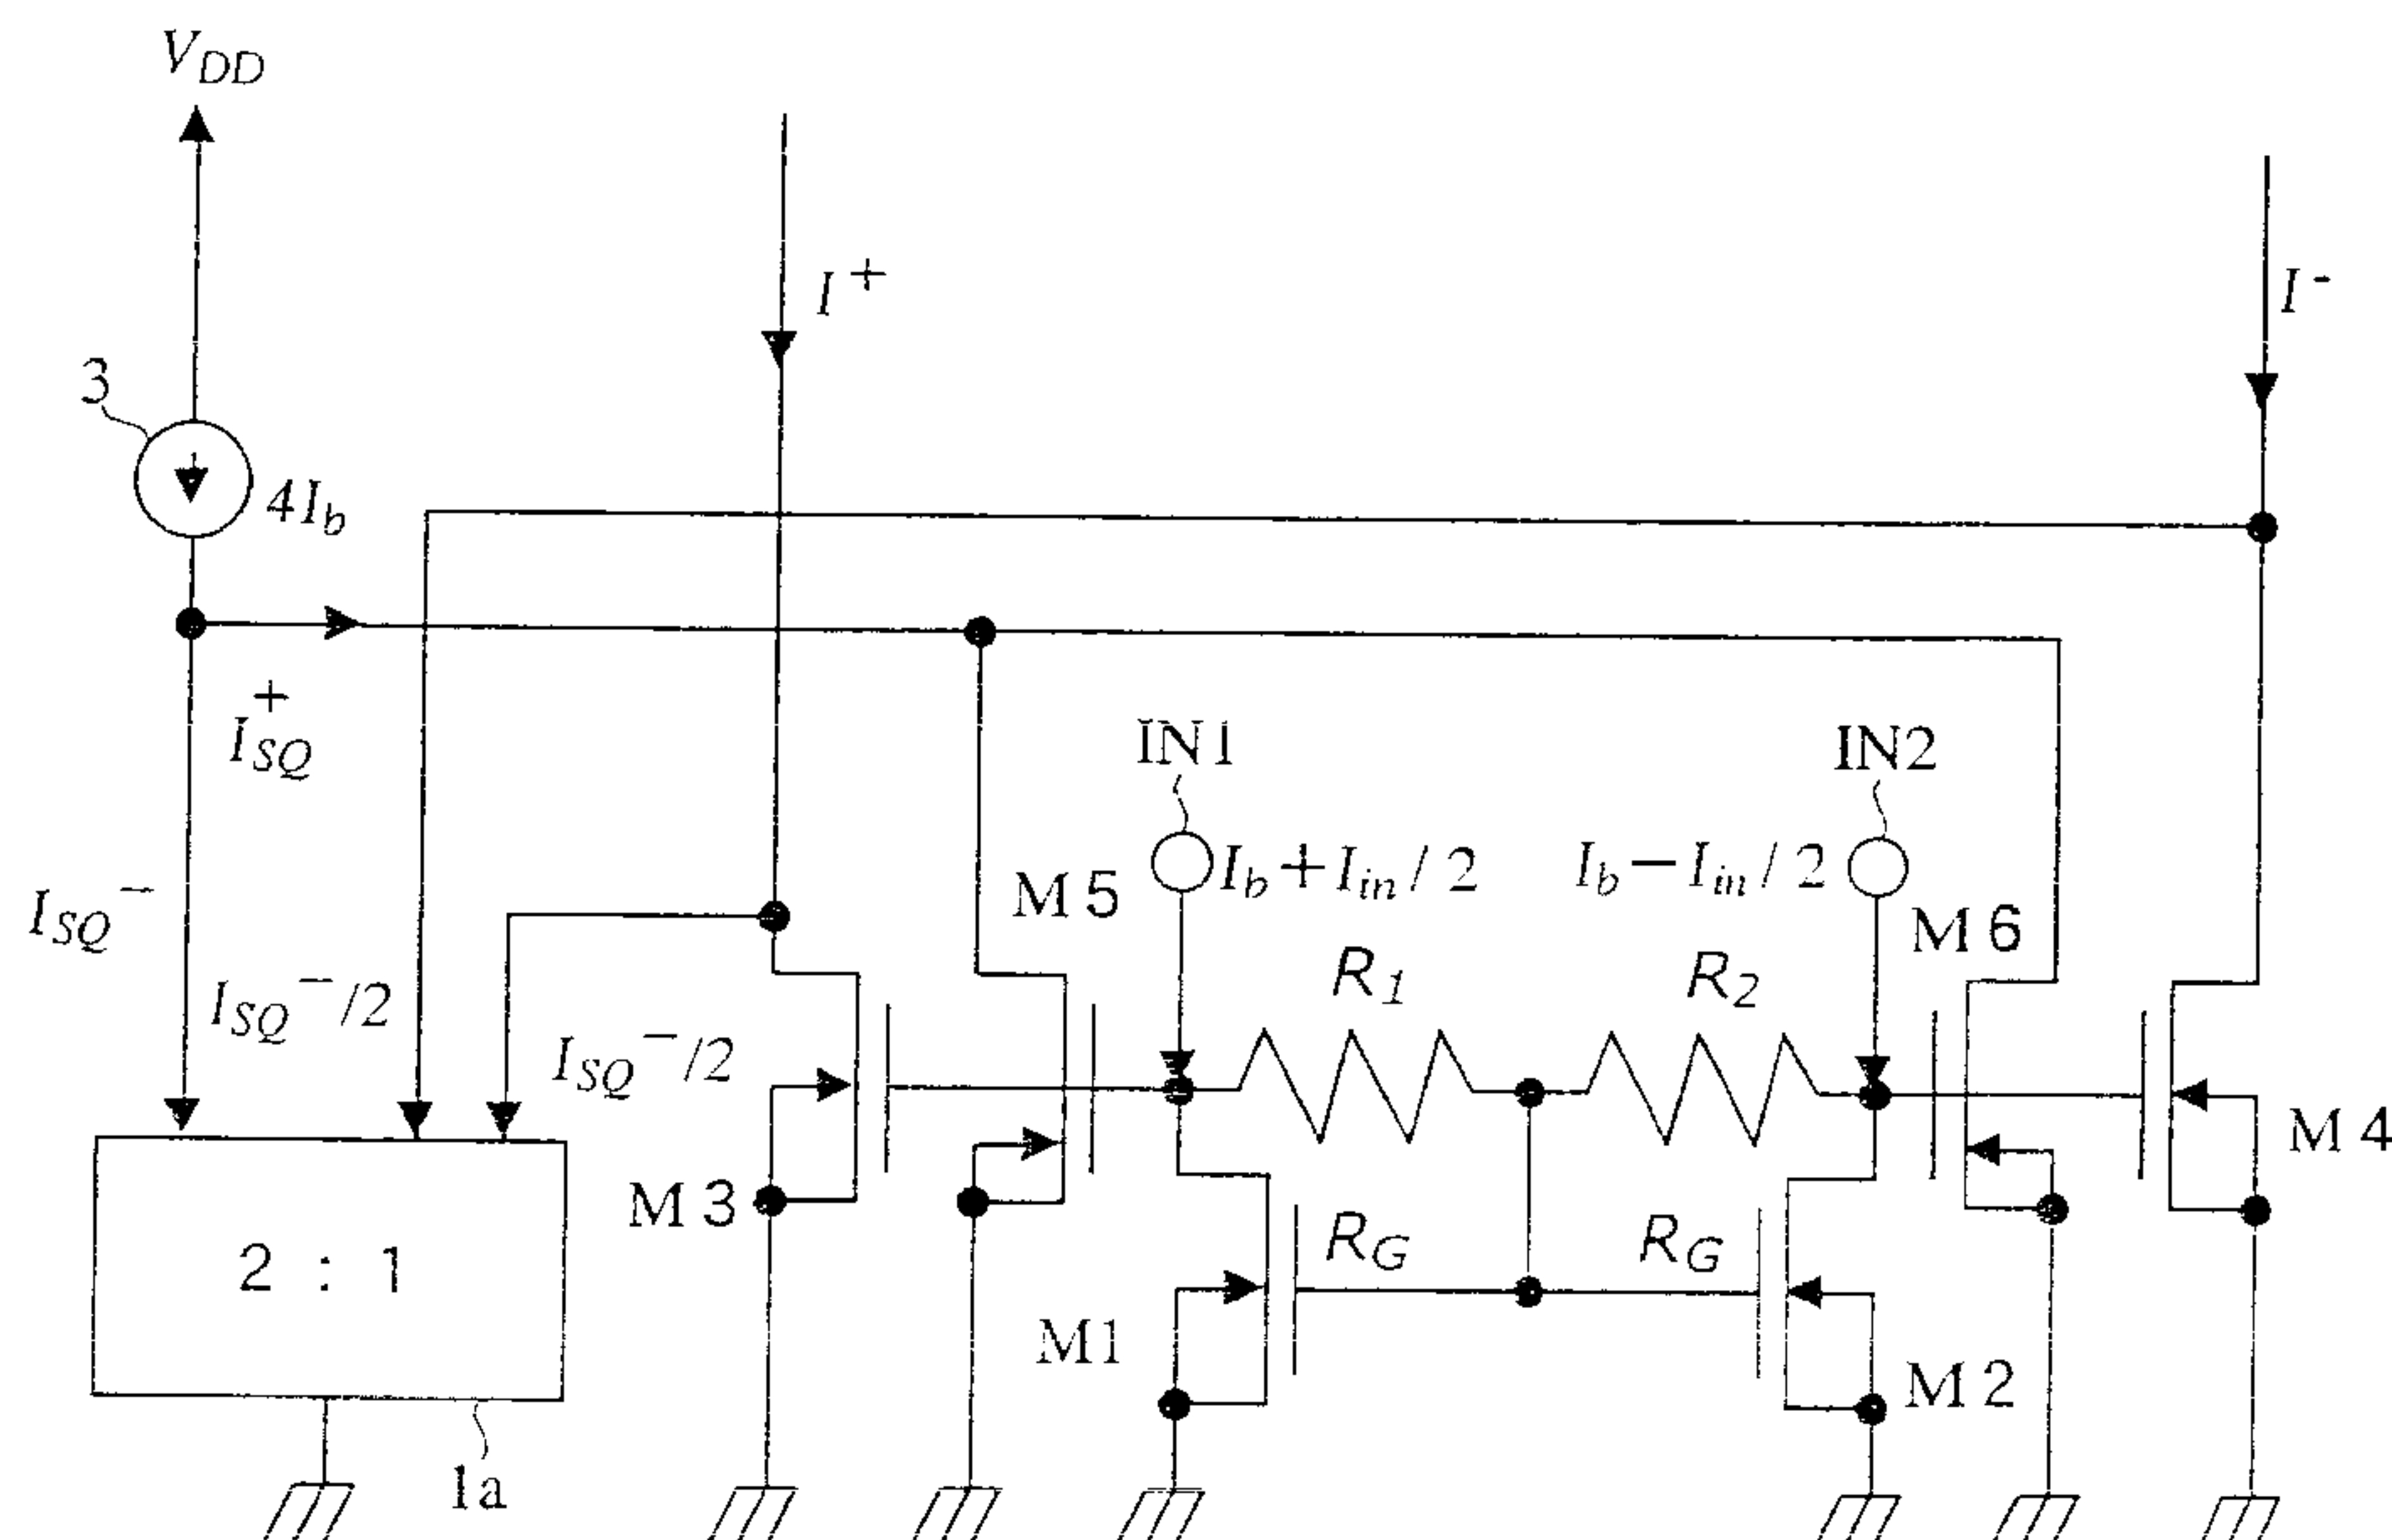 V_DD
I^+
I^-
3
4I_b
I_SQ^+
IN1
IN2
I_SQ^-
M5
I_b+I_in/2
I_b−I_in/2
M6
I_SQ^-/2
I_SQ^-/2
R_1
R_2
M4
M3
2 : 1
R_G
R_G
M1
M2
1a